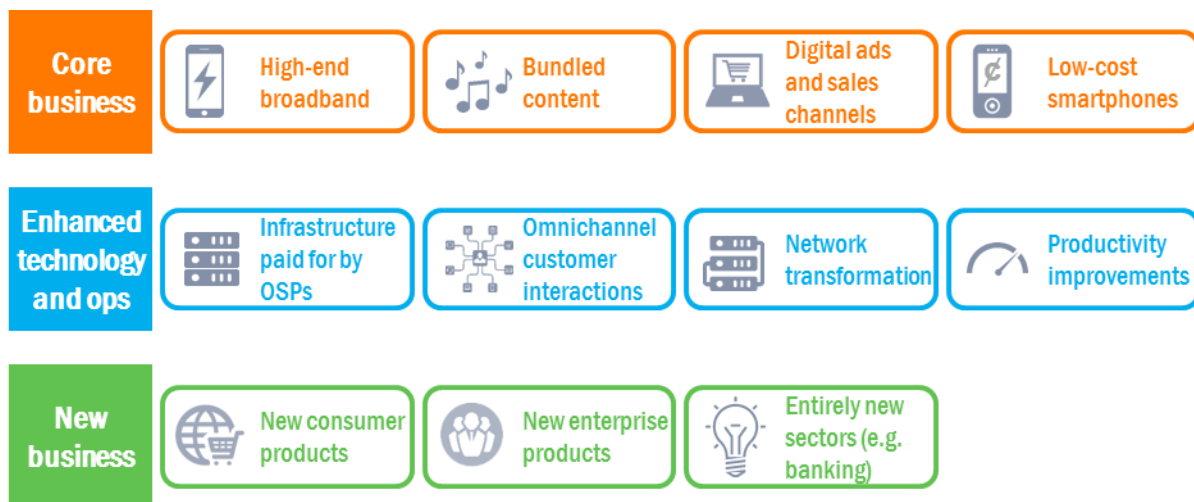 Core
business
High-end
broadband
Bundled
content
Digital ads
and sales
channels
Low-cost
smartphones
Enhanced
technology
and ops
Infrastructure
paid for by
OSPs
Omnichannel
customer
interactions
Network
transformation
Productivity
improvements
New
business
New consumer
products
New enterprise
products
Entirely new
sectors (e.g.
banking)